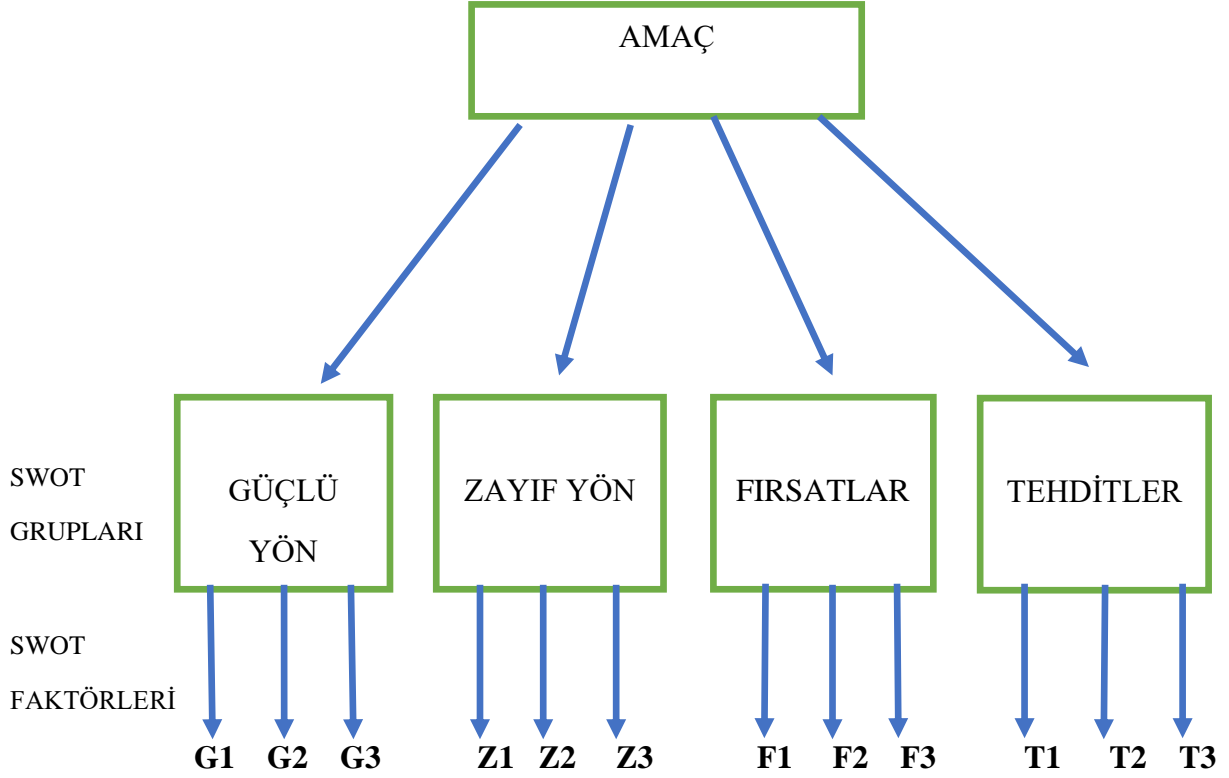 AMAÇ
SWOT
GRUPLARI
GÜÇLÜ
YÖN
ZAYIF YÖN
FIRSATLAR
TEHDİTLER
SWOT
FAKTÖRLERİ
G1 G2 G3 Z1 Z2 Z3 F1 F2 F3 T1 T2 T3